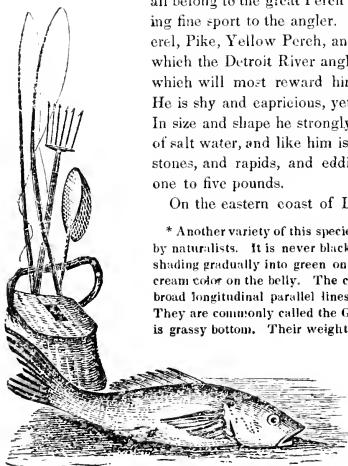 all belong to the great Perch
ing fine sport to the angler.
erel, Pike, Yellow Perch, an
which the Detroit River angl
which will most reward him
He is shy and capricious, ye
In size and shape he strongly
of salt water, and like him is
stones, and rapids, and eddi
one to five pounds.
On the eastern coast of L
* Another variety of this specie
by naturalists. It is never black
shading gradually into green on
cream color on the belly. The c
broad longitudinal parallel lines
They are commonly called the G
is grassy bottom. Their weight